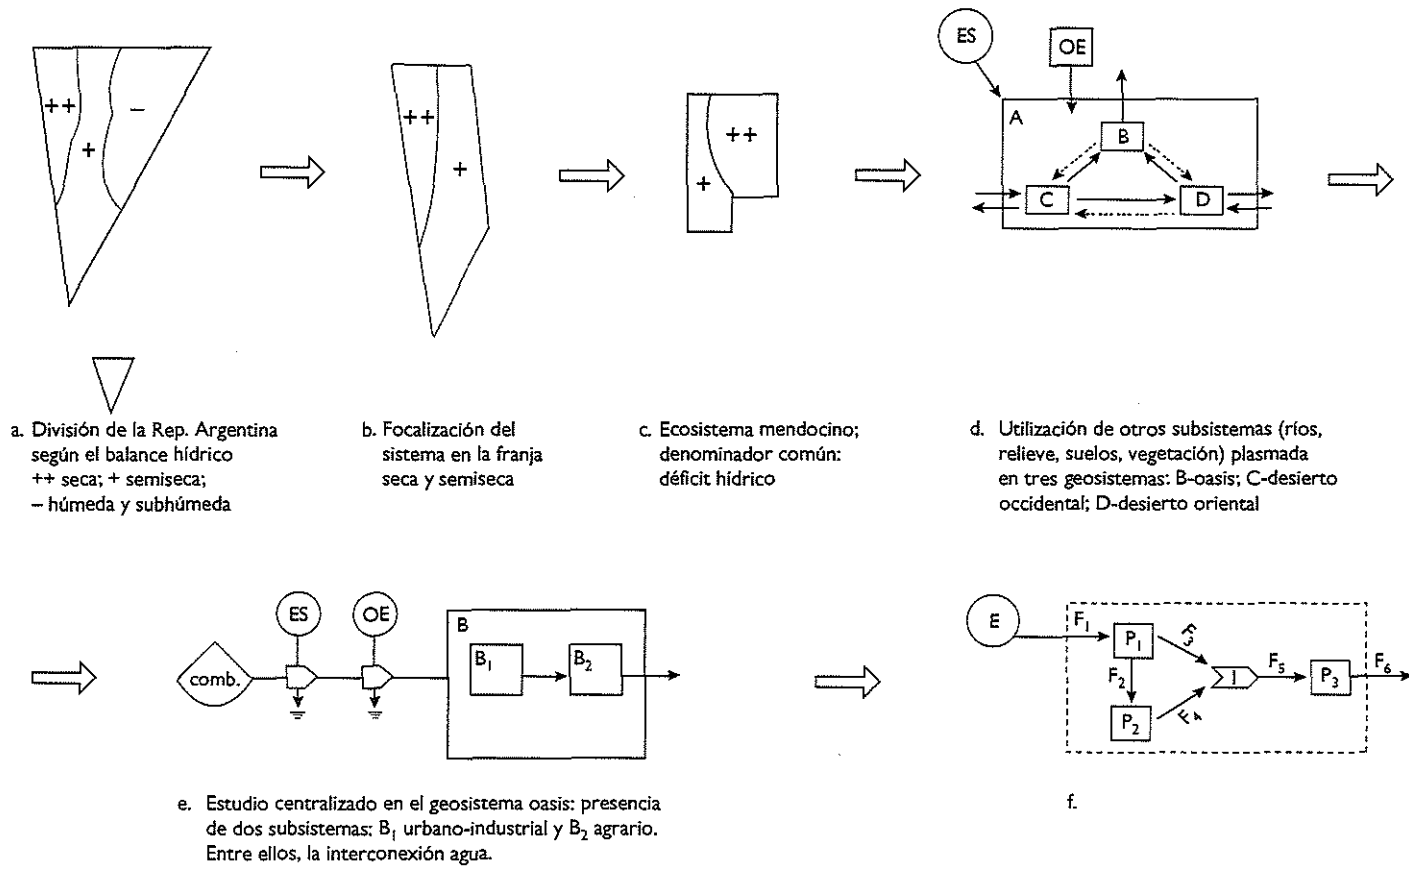 ++
+
−
++
+
++
+
ES
OE
A
B
C
D
a. División de la Rep. Argentina
según el balance hídrico
++ seca; + semiseca;
− húmeda y subhúmeda
b. Focalización del
sistema en la franja
seca y semiseca
c. Ecosistema mendocino;
denominador común:
déficit hídrico
d. Utilización de otros subsistemas (ríos,
relieve, suelos, vegetación) plasmada
en tres geosistemas: B-oasis; C-desierto
occidental; D-desierto oriental
comb.
ES
OE
B
B₁
B₂
E
F₁
P₁
F₂
P₂
F₃
F₄
I
F₅
P₃
F₆
e. Estudio centralizado en el geosistema oasis: presencia
de dos subsistemas: B₁ urbano-industrial y B₂ agrario.
Entre ellos, la interconexión agua.
f.